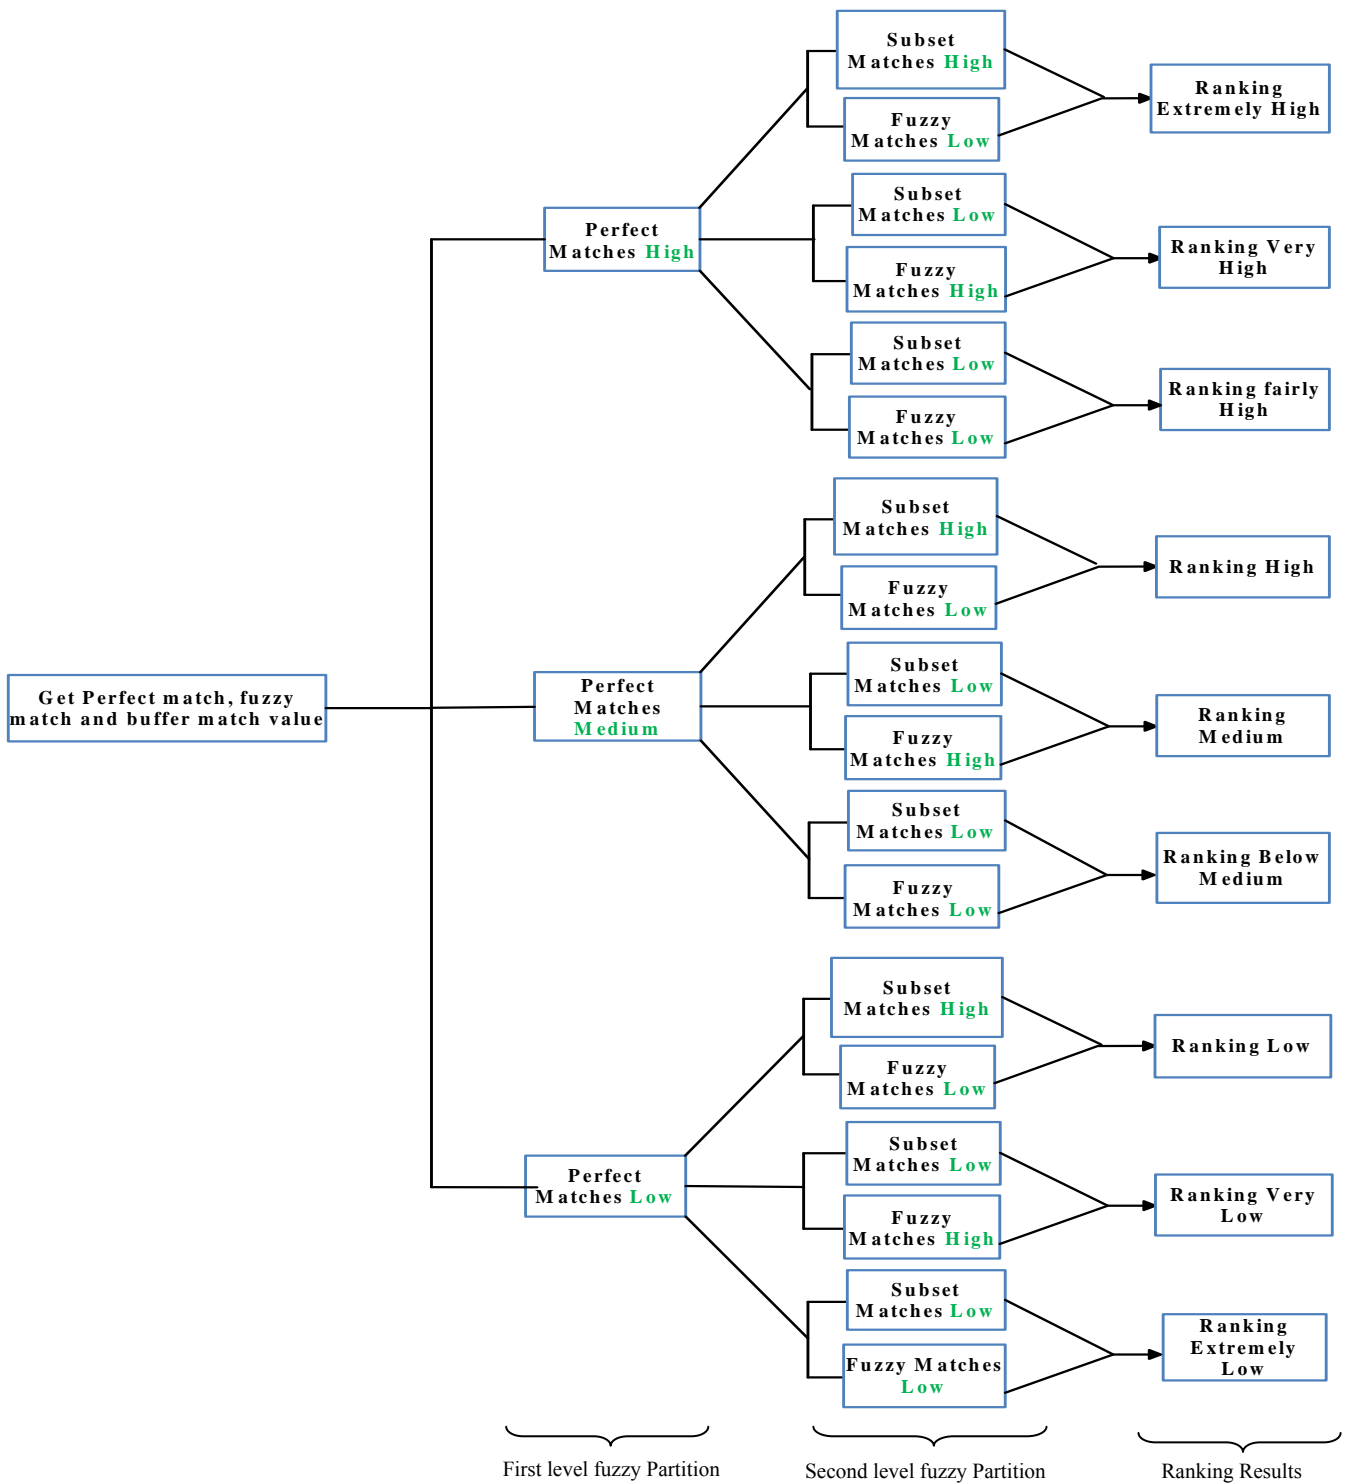 Get Perfect match, fuzzy
match and buffer match value
Perfect
Matches High
Subset
Matches High
Fuzzy
Matches Low
Ranking
Extremely High
Subset
Matches Low
Fuzzy
Matches High
Ranking Very
High
Subset
Matches Low
Fuzzy
Matches Low
Ranking fairly
High
Perfect
Matches
Medium
Subset
Matches High
Fuzzy
Matches Low
Ranking High
Subset
Matches Low
Fuzzy
Matches High
Ranking
Medium
Subset
Matches Low
Fuzzy
Matches Low
Ranking Below
Medium
Perfect
Matches Low
Subset
Matches High
Fuzzy
Matches Low
Ranking Low
Subset
Matches Low
Fuzzy
Matches High
Ranking Very
Low
Subset
Matches Low
Fuzzy Matches
Low
Ranking
Extremely
Low
First level fuzzy Partition
Second level fuzzy Partition
Ranking Results